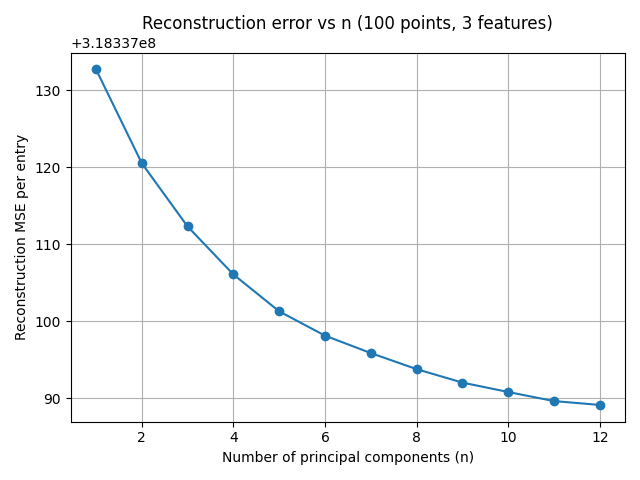 Reconstruction error vs n (100 points, 3 features)
+3.18337e8
130
120
110
100
90
Reconstruction MSE per entry
2 4 6 8 10 12
Number of principal components (n)